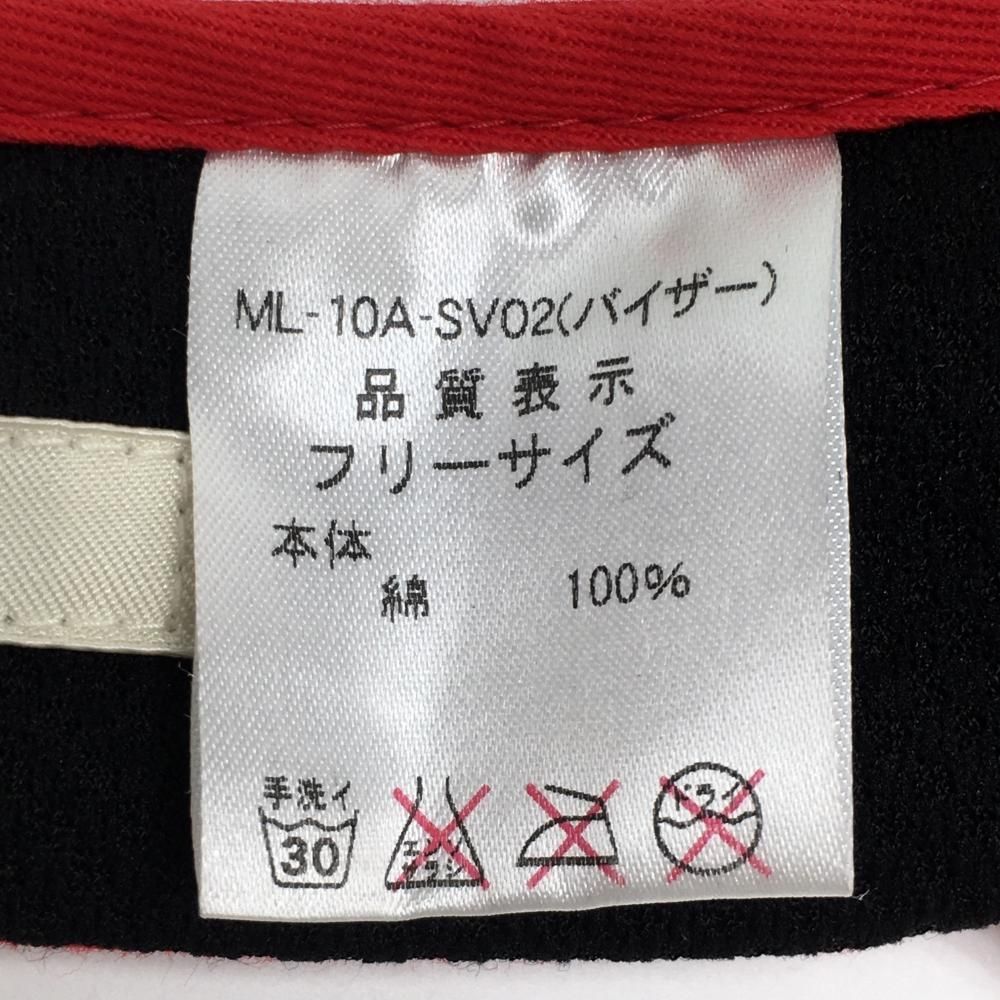 ML-10A-SV02(バイザー)
品質表示
フリーサイズ
本体
綿 100%
手洗イ
30
エンソ
サラシ
ドライ